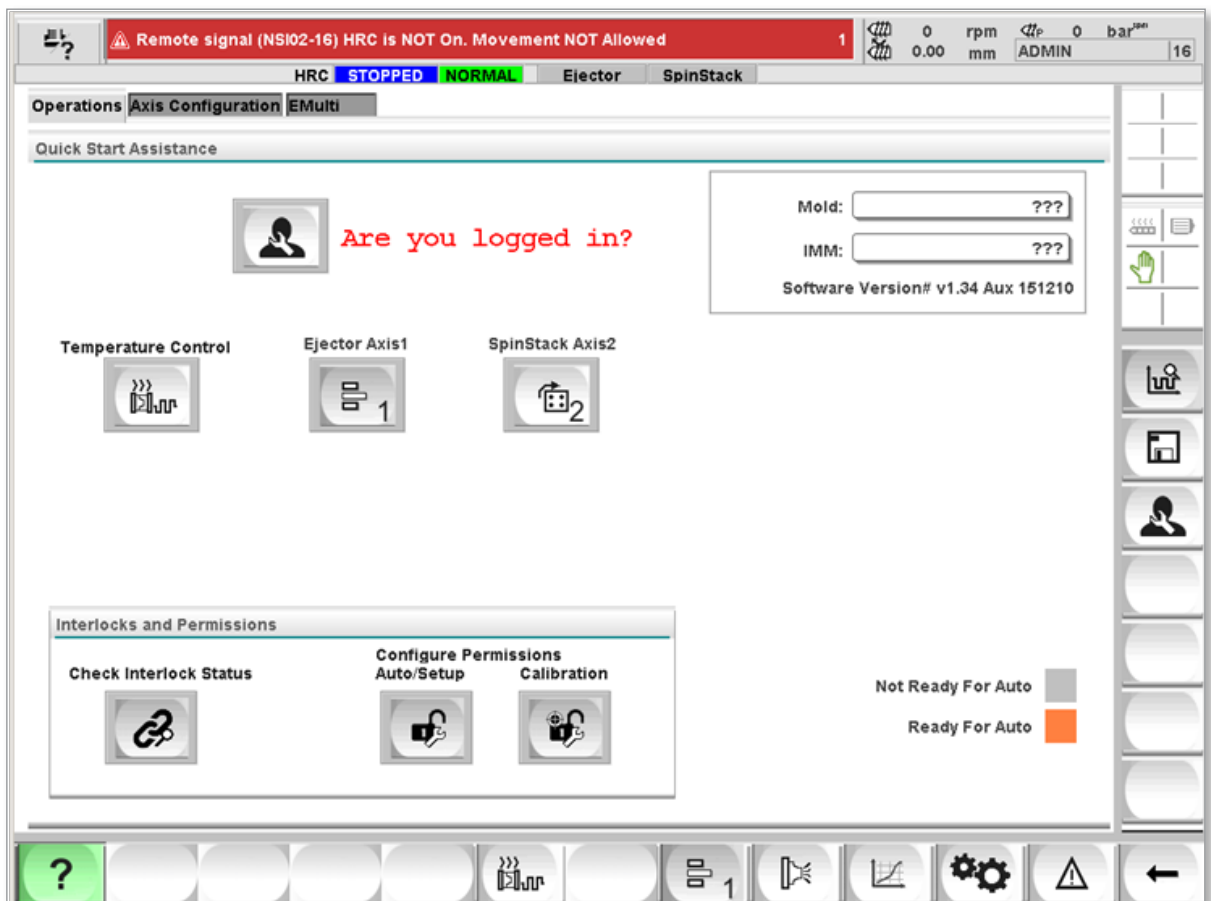 Remote signal (NSI02-16) HRC is NOT On. Movement NOT Allowed 1
0 rpm 0 bar spez
0.00 mm ADMIN 16
HRC STOPPED NORMAL Ejector SpinStack
Operations Axis Configuration EMulti
Quick Start Assistance
Are you logged in?
Mold: ???
IMM: ???
Software Version# v1.34 Aux 151210
Temperature Control Ejector Axis1 SpinStack Axis2
1 2
Interlocks and Permissions
Configure Permissions
Check Interlock Status Auto/Setup Calibration
Not Ready For Auto
Ready For Auto
? 1